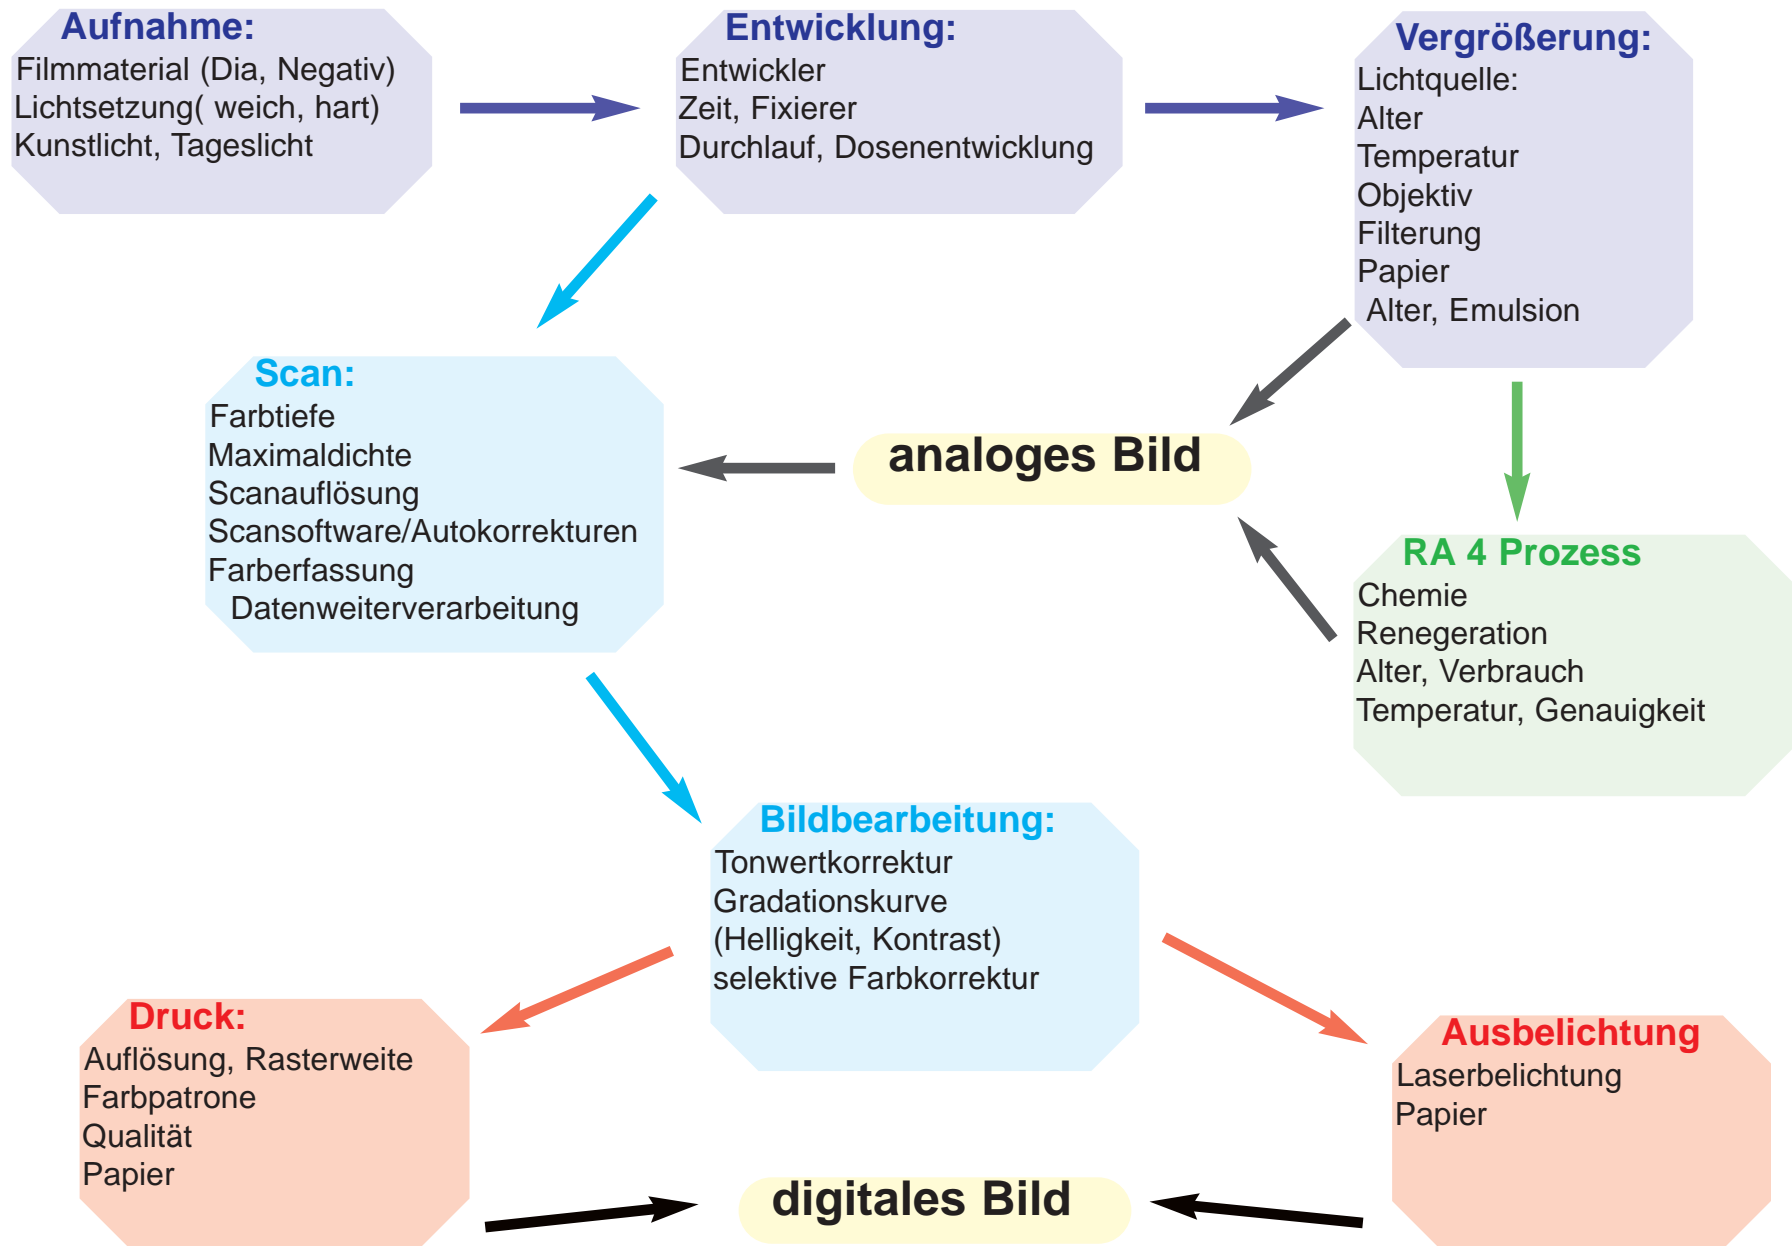 Aufnahme:
Filmmaterial (Dia, Negativ)
Lichtsetzung( weich, hart)
Kunstlicht, Tageslicht
Entwicklung:
Entwickler
Zeit, Fixierer
Durchlauf, Dosenentwicklung
Vergrößerung:
Lichtquelle:
Alter
Temperatur
Objektiv
Filterung
Papier
Alter, Emulsion
Scan:
Farbtiefe
Maximaldichte
Scanauflösung
Scansoftware/Autokorrekturen
Farberfassung
Datenweiterverarbeitung
analoges Bild
RA 4 Prozess
Chemie
Renegeration
Alter, Verbrauch
Temperatur, Genauigkeit
Bildbearbeitung:
Tonwertkorrektur
Gradationskurve
(Helligkeit, Kontrast)
selektive Farbkorrektur
Druck:
Auflösung, Rasterweite
Farbpatrone
Qualität
Papier
Ausbelichtung
Laserbelichtung
Papier
digitales Bild